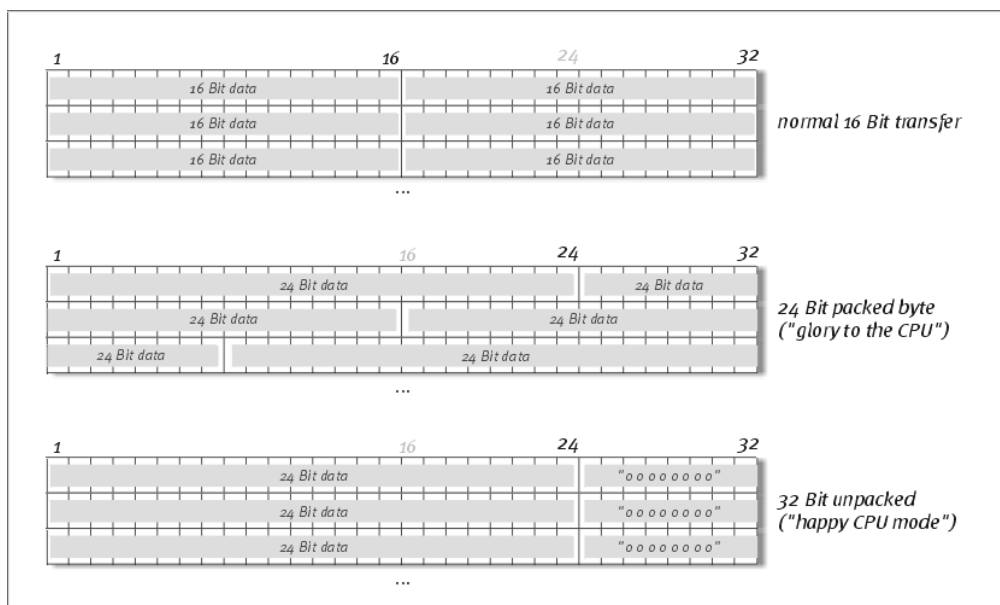 1 16 24 32
16 Bit data 16 Bit data
16 Bit data 16 Bit data
16 Bit data 16 Bit data
...
normal 16 Bit transfer
1 16 24 32
24 Bit data 24 Bit data
24 Bit data 24 Bit data
24 Bit data 24 Bit data
...
24 Bit packed byte
("glory to the CPU")
1 16 24 32
24 Bit data "0 0 0 0 0 0 0 0"
24 Bit data "0 0 0 0 0 0 0 0"
24 Bit data "0 0 0 0 0 0 0 0"
...
32 Bit unpacked
("happy CPU mode")